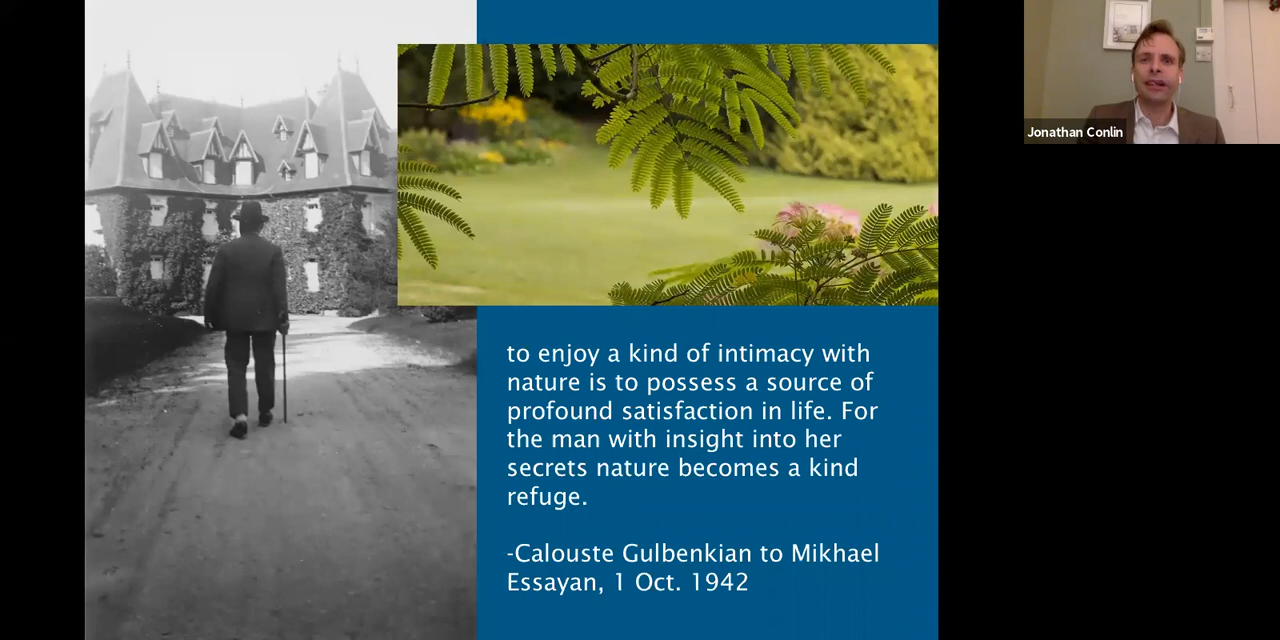 Jonathan Conlin
to enjoy a kind of intimacy with
nature is to possess a source of
profound satisfaction in life. For
the man with insight into her
secrets nature becomes a kind
refuge.
-Calouste Gulbenkian to Mikhael
Essayan, 1 Oct. 1942